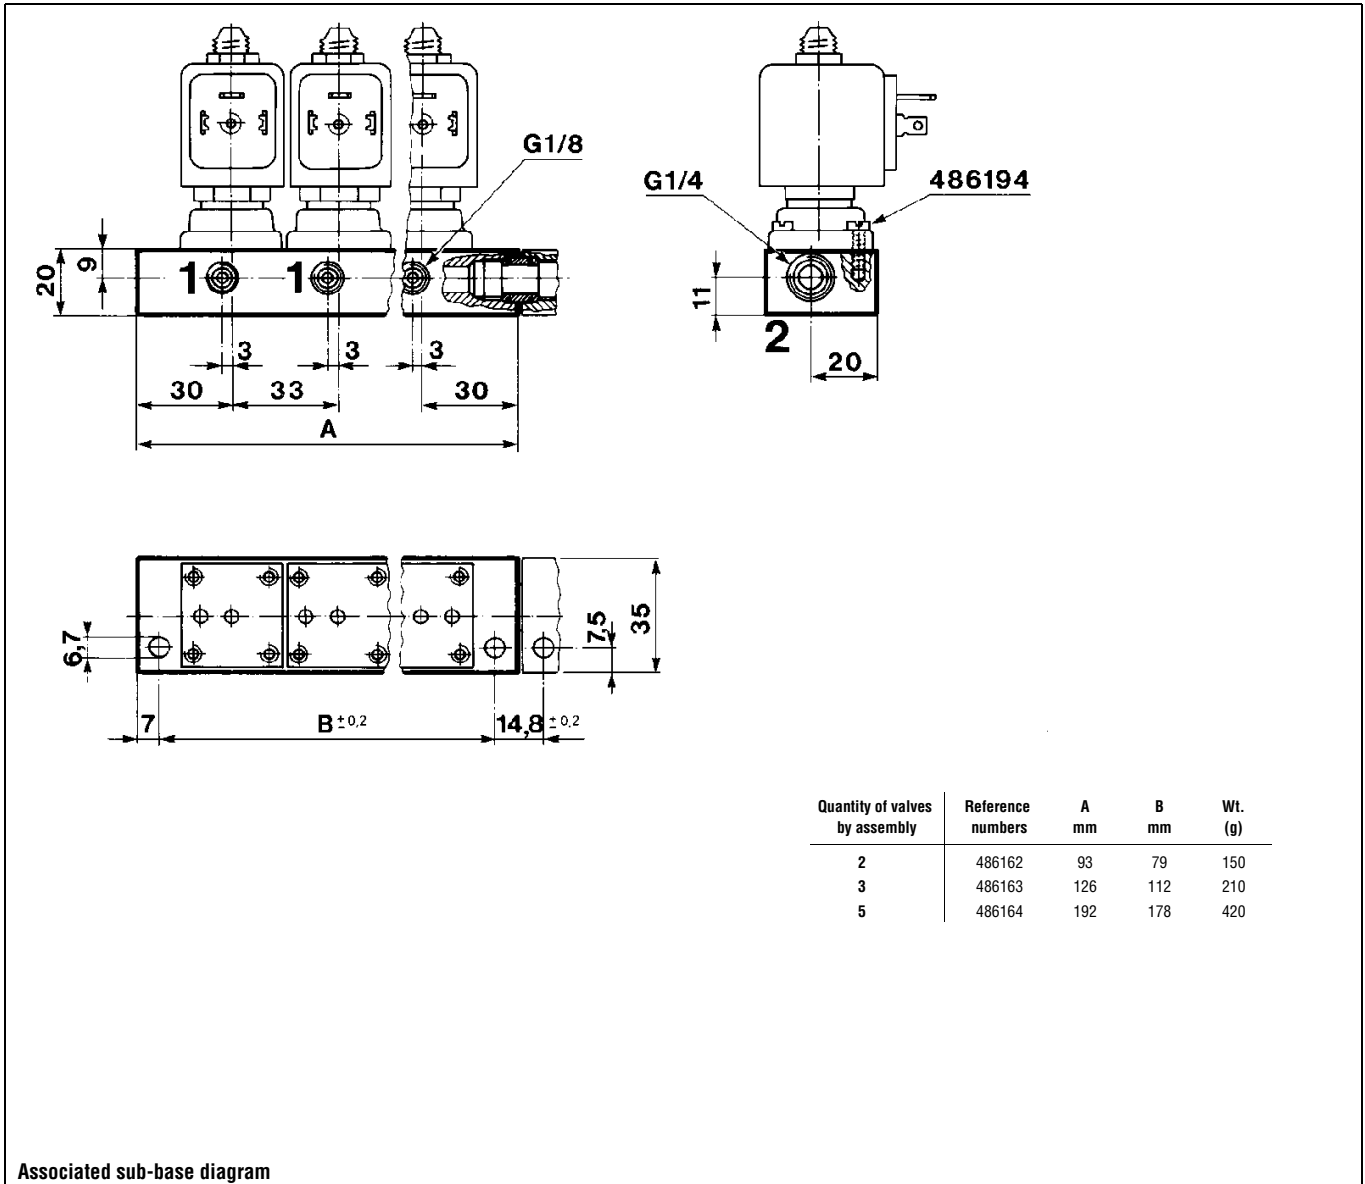 G1/8
G1/4
486194
20
9
1
1
11
2
3
3
3
20
30
33
30
A
6,7
7,5
35
7
B ± 0,2
14,8 ± 0,2
Quantity of valves by assembly
Reference numbers
A mm
B mm
Wt. (g)
2 486162 93 79 150
3 486163 126 112 210
5 486164 192 178 420
Associated sub-base diagram